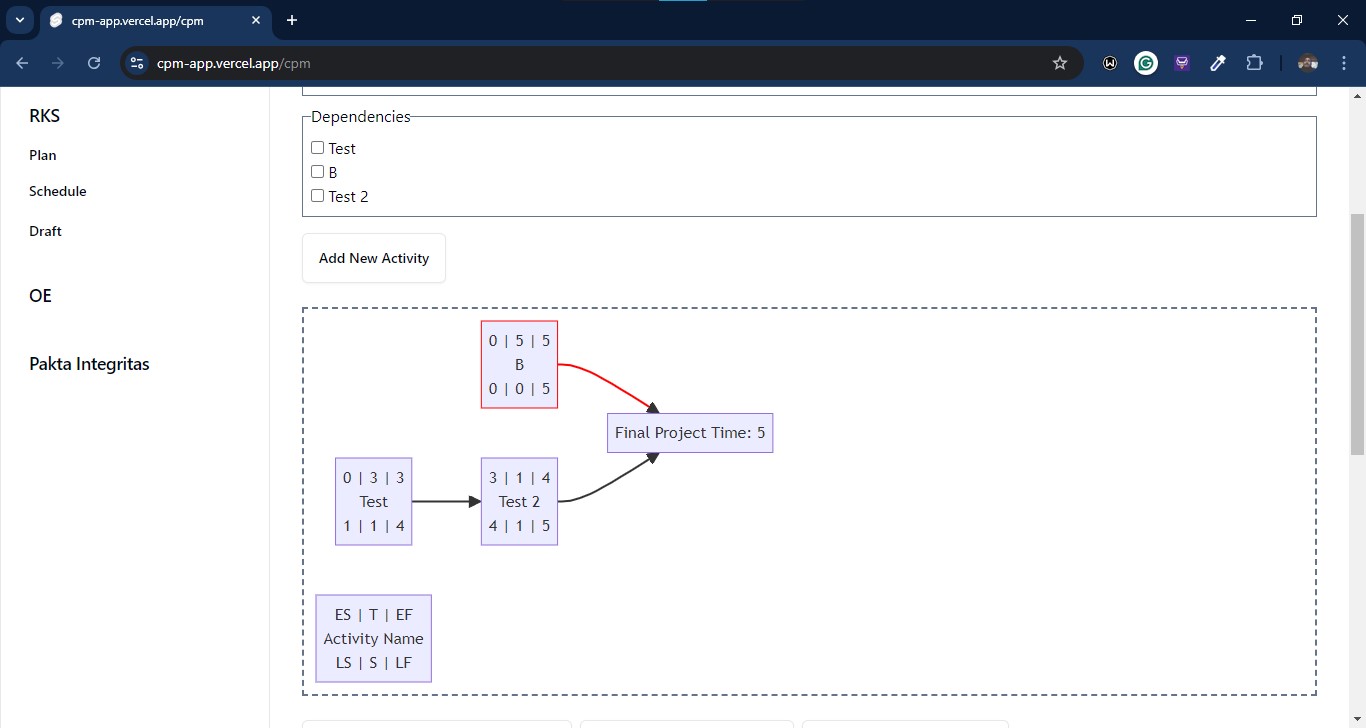 cpm-app.vercel.app/cpm
cpm-app.vercel.app/cpm
RKS
Plan
Schedule
Draft
OE
Pakta Integritas
Dependencies
Test
B
Test 2
Add New Activity
0 | 5 | 5
B
0 | 0 | 5
Final Project Time: 5
0 | 3 | 3
Test
1 | 1 | 4
3 | 1 | 4
Test 2
4 | 1 | 5
ES | T | EF
Activity Name
LS | S | LF